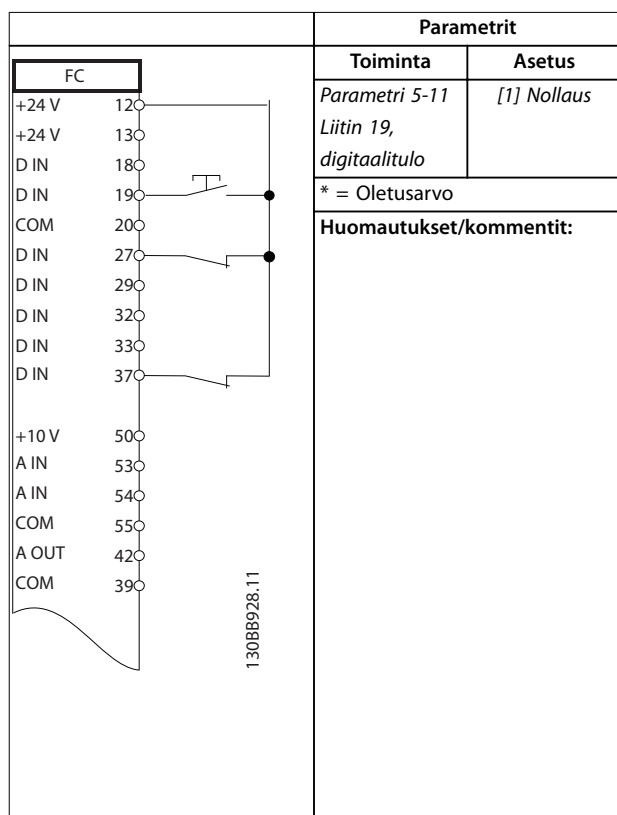 Parametrit
Toiminta Asetus
Parametri 5-11 [1] Nollaus
Liitin 19,
digitaalitulo
* = Oletusarvo
Huomautukset/kommentit:
FC
+24 V 12
+24 V 13
D IN 18
D IN 19
COM 20
D IN 27
D IN 29
D IN 32
D IN 33
D IN 37
+10 V 50
A IN 53
A IN 54
COM 55
A OUT 42
COM 39
130BB928.11